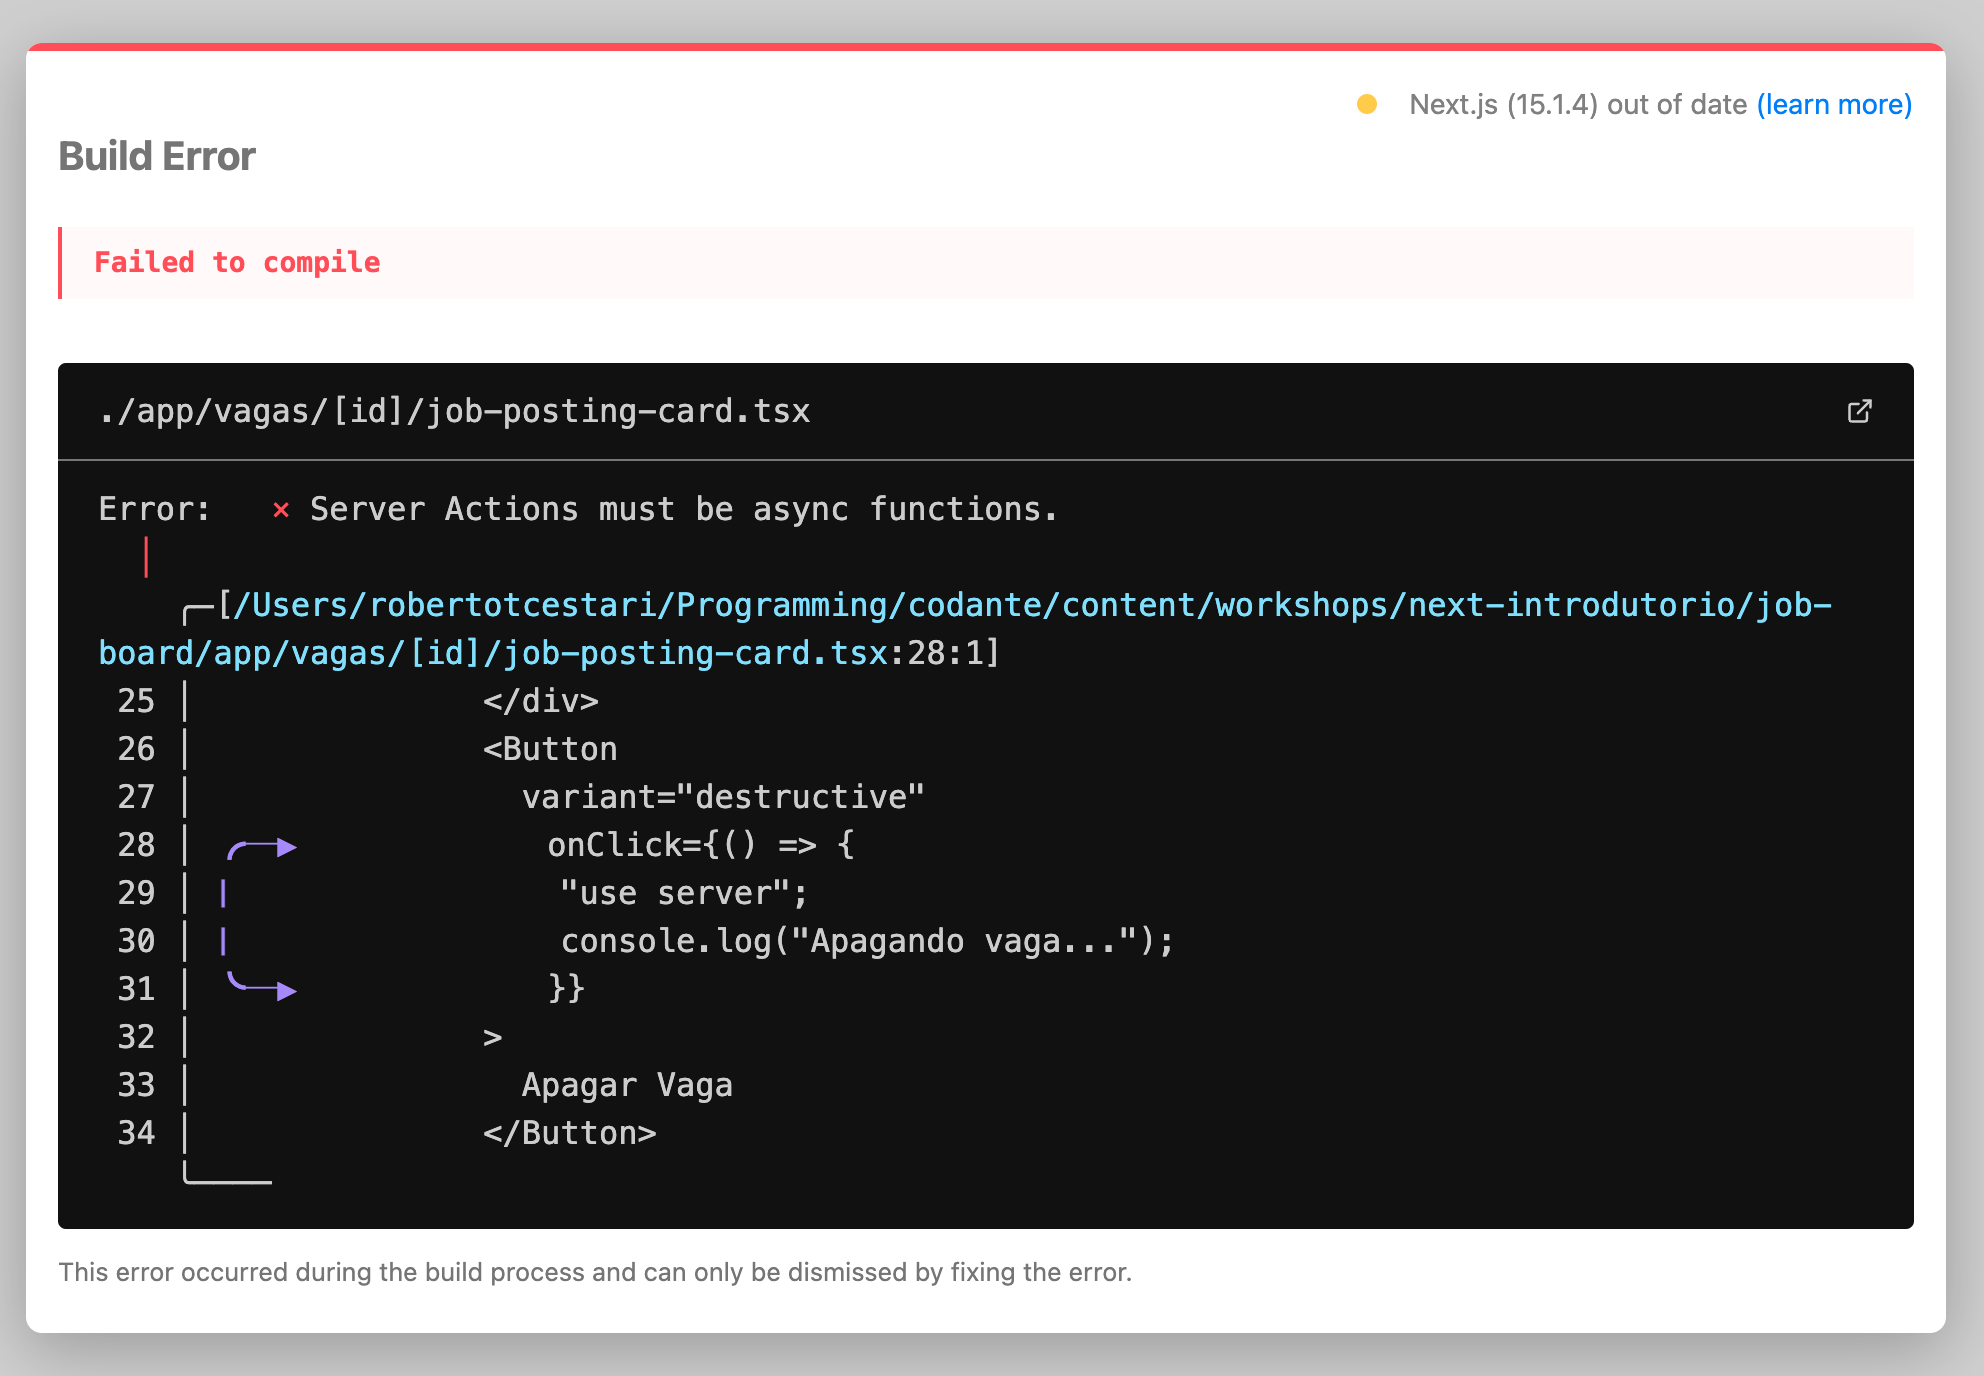 Next.js (15.1.4) out of date (learn more)
Build Error
Failed to compile
./app/vagas/[id]/job-posting-card.tsx
Error:   × Server Actions must be async functions.
[/Users/robertotcestari/Programming/codante/content/workshops/next-introdutorio/job-
board/app/vagas/[id]/job-posting-card.tsx:28:1]
25 │ </div>
26 │ <Button
27 │ variant="destructive"
28 │ onClick={() => {
29 │ "use server";
30 │ console.log("Apagando vaga...");
31 │ }}
32 │ >
33 │ Apagar Vaga
34 │ </Button>
This error occurred during the build process and can only be dismissed by fixing the error.